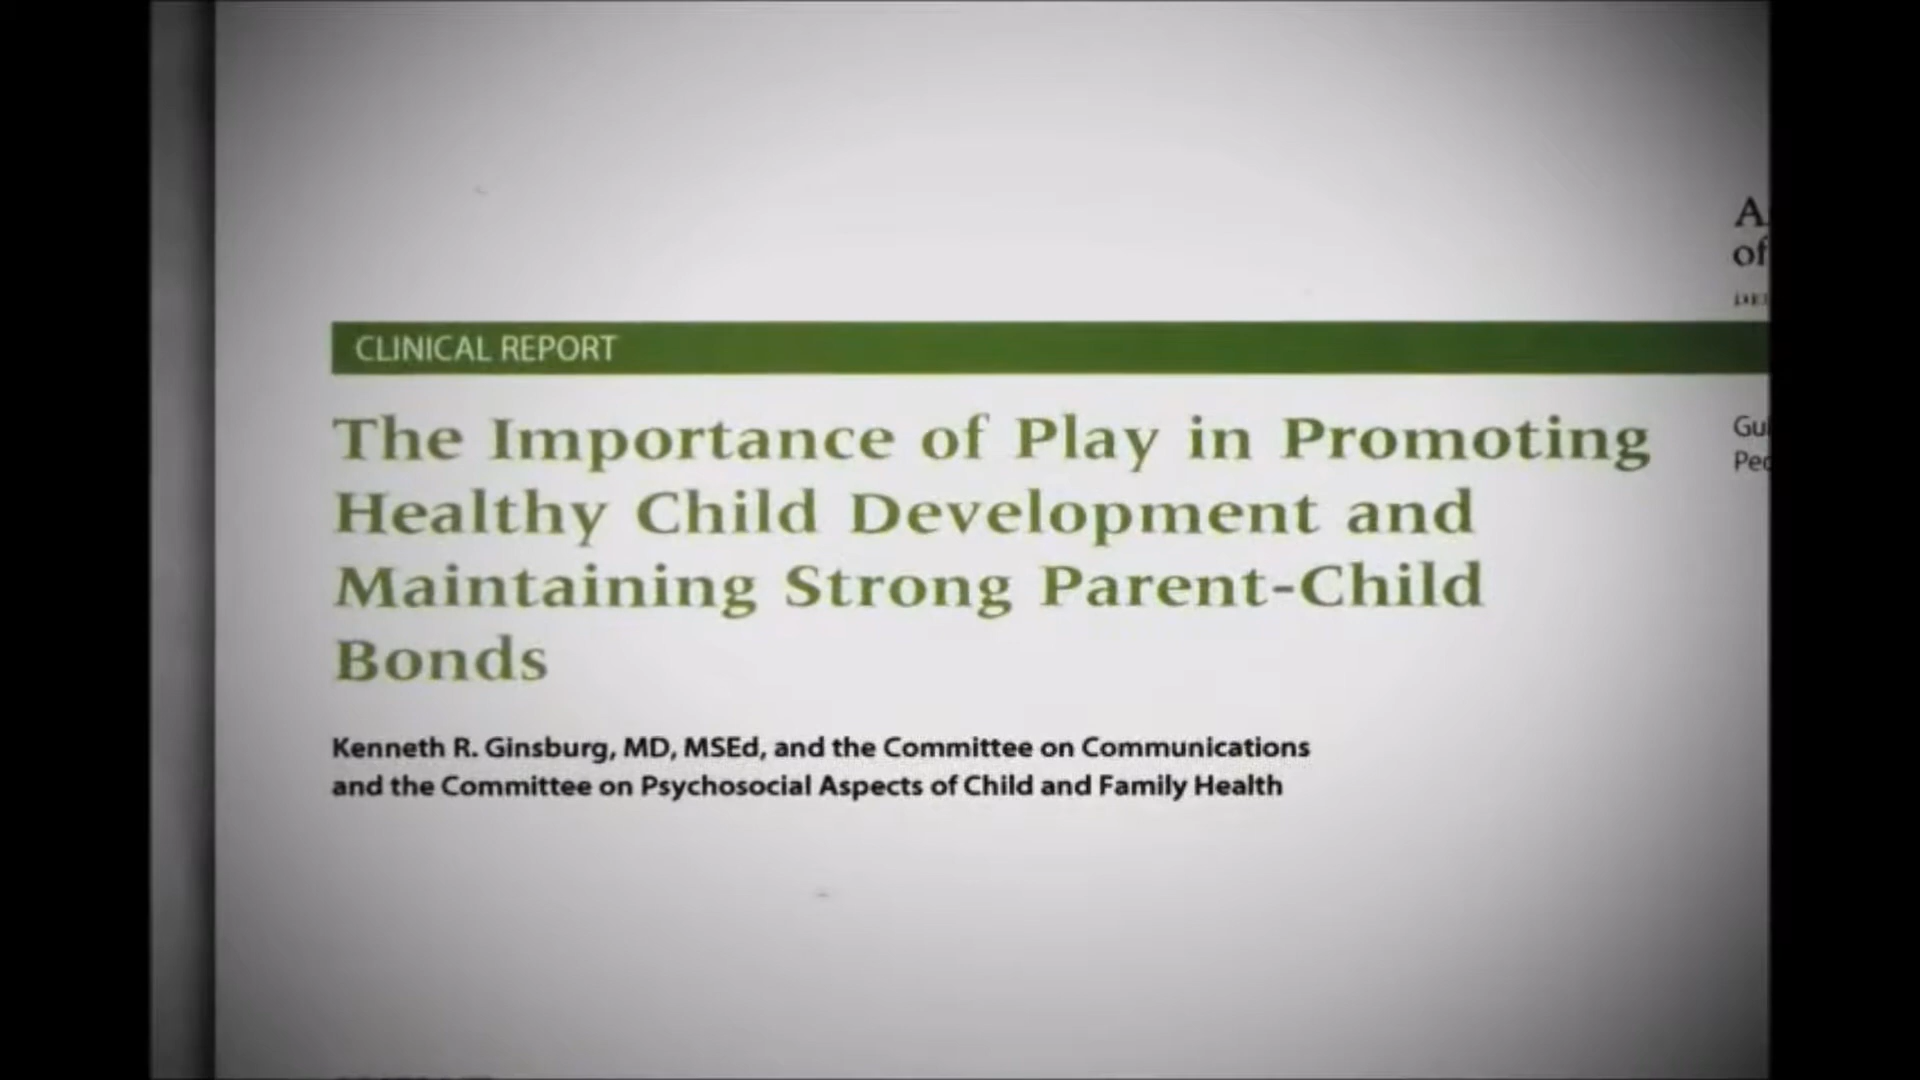 CLINICAL REPORT
The Importance of Play in Promoting
Healthy Child Development and
Maintaining Strong Parent-Child
Bonds
Kenneth R. Ginsburg, MD, MSEd, and the Committee on Communications
and the Committee on Psychosocial Aspects of Child and Family Health
of